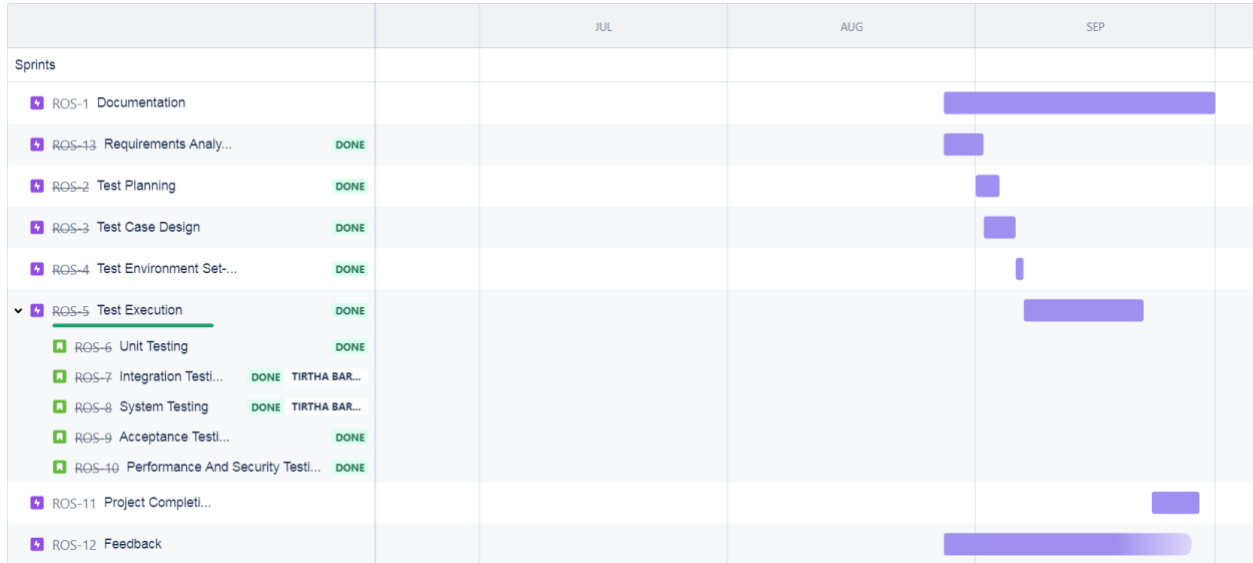 JUL AUG SEP
Sprints
ROS-1 Documentation
ROS-13 Requirements Analy... DONE
ROS-2 Test Planning DONE
ROS-3 Test Case Design DONE
ROS-4 Test Environment Set-... DONE
ROS-5 Test Execution DONE
ROS-6 Unit Testing DONE
ROS-7 Integration Testi... DONE TIRTHA BAR...
ROS-8 System Testing DONE TIRTHA BAR...
ROS-9 Acceptance Testi... DONE
ROS-10 Performance And Security Testi... DONE
ROS-11 Project Completi...
ROS-12 Feedback